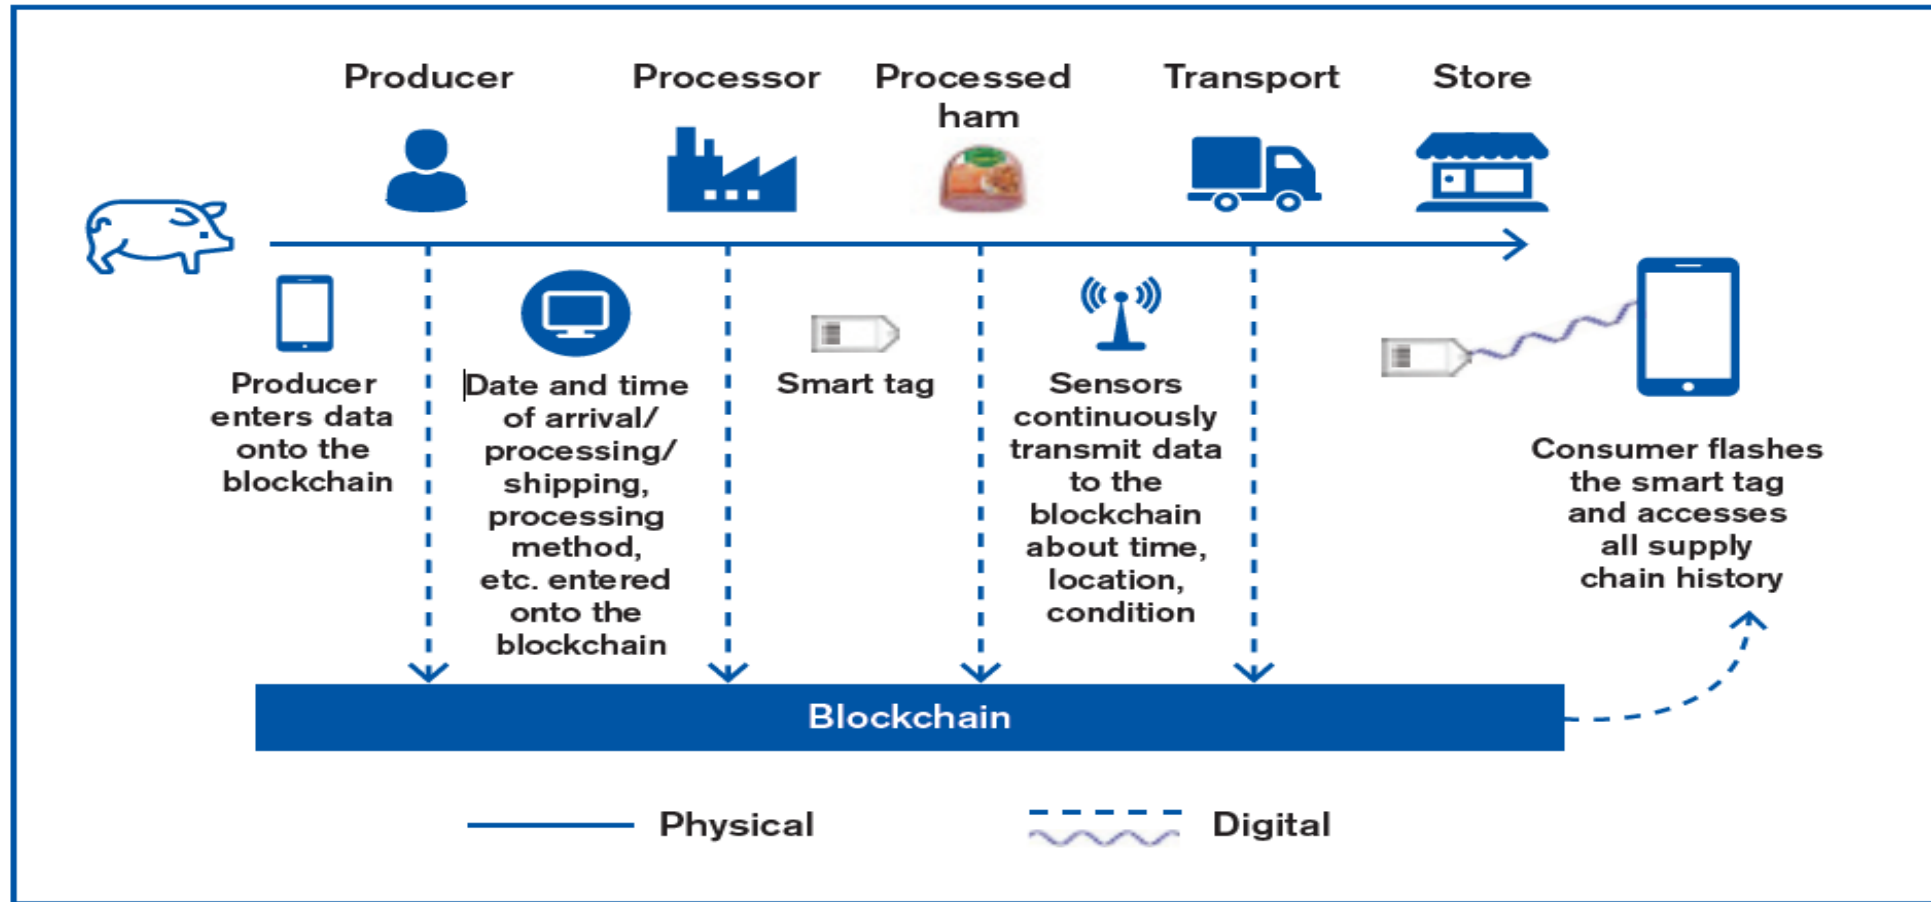 Producer
Processor
Processed
ham
Transport
Store
Producer
enters data
onto the
blockchain
Date and time
of arrival/
processing/
shipping,
processing
method,
etc. entered
onto the
blockchain
Smart tag
Sensors
continuously
transmit data
to the
blockchain
about time,
location,
condition
Consumer flashes
the smart tag
and accesses
all supply
chain history
Blockchain
Physical
Digital